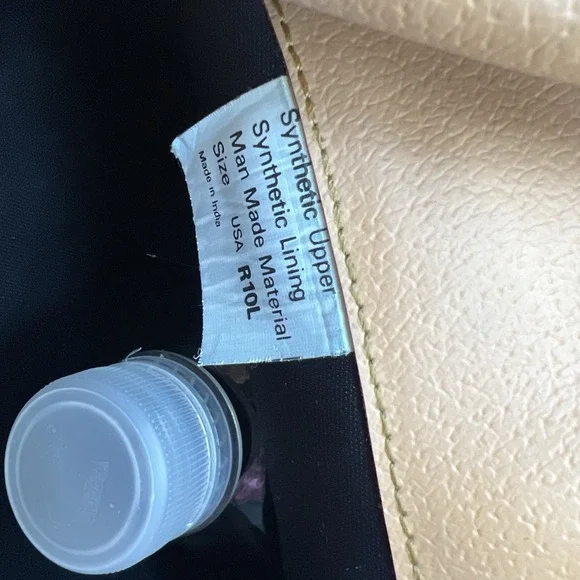 Synthetic Upper
Synthetic Lining
Man Made Material
Size USA R10L
Made in India